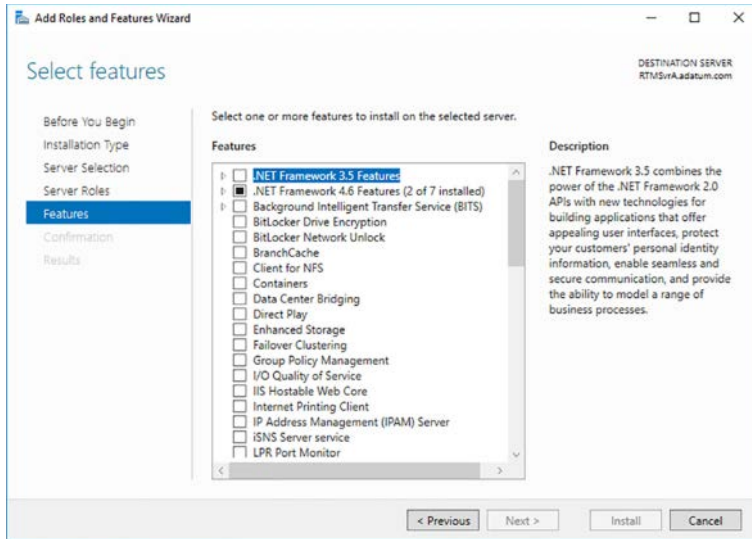 Add Roles and Features Wizard
Select features
DESTINATION SERVER
RTMSvrA.adatum.com
Before You Begin
Installation Type
Server Selection
Server Roles
Features
Confirmation
Results
Select one or more features to install on the selected server.
Features
.NET Framework 3.5 Features
.NET Framework 4.6 Features (2 of 7 installed)
Background Intelligent Transfer Service (BITS)
BitLocker Drive Encryption
BitLocker Network Unlock
BranchCache
Client for NFS
Containers
Data Center Bridging
Direct Play
Enhanced Storage
Failover Clustering
Group Policy Management
I/O Quality of Service
IIS Hostable Web Core
Internet Printing Client
IP Address Management (IPAM) Server
iSNS Server service
LPR Port Monitor
Description
.NET Framework 3.5 combines the
power of the .NET Framework 2.0
APIs with new technologies for
building applications that offer
appealing user interfaces, protect
your customers' personal identity
information, enable seamless and
secure communication, and provide
the ability to model a range of
business processes.
< Previous
Next >
Install
Cancel